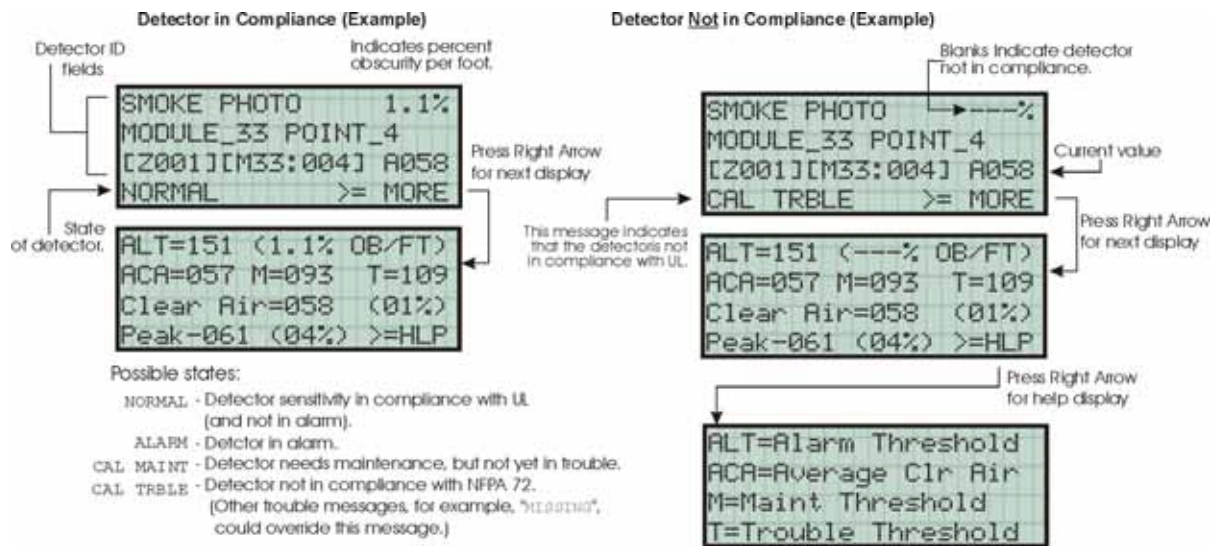 Detector in Compliance (Example)
Detector ID
fields
Indicates percent
obscurity per foot.
SMOKE PHOTO 1.1%
MODULE_33 POINT_4
[Z001][M33:004] A058
NORMAL >= MORE
Press Right Arrow
for next display
State
of detector.
ALT=151 (1.1% OB/FT)
ACA=057 M=093 T=109
Clear Air=058 (01%)
Peak-061 (04%) >=HLP
Possible states:
NORMAL - Detector sensitivity in compliance with UL
(and not in alarm).
ALARM - Detctor in alarm.
CAL MAINT - Detector needs maintenance, but not yet in trouble.
CAL TRBLE - Detector not in compliance with NFPA 72.
(Other trouble messages, for example, "MISSING",
could override this message.)
Detector Not in Compliance (Example)
Blanks Indicate detector
not in compliance.
SMOKE PHOTO ---%
MODULE_33 POINT_4
[Z001][M33:004] A058
CAL TRBLE >= MORE
Current value
This message indicates
that the detectoris not
in compliance with UL.
Press Right Arrow
for next display
ALT=151 (---% OB/FT)
ACA=057 M=093 T=109
Clear Air=058 (01%)
Peak-061 (04%) >=HLP
Press Right Arrow
for help display
ALT=Alarm Threshold
ACA=Average Clr Air
M=Maint Threshold
T=Trouble Threshold